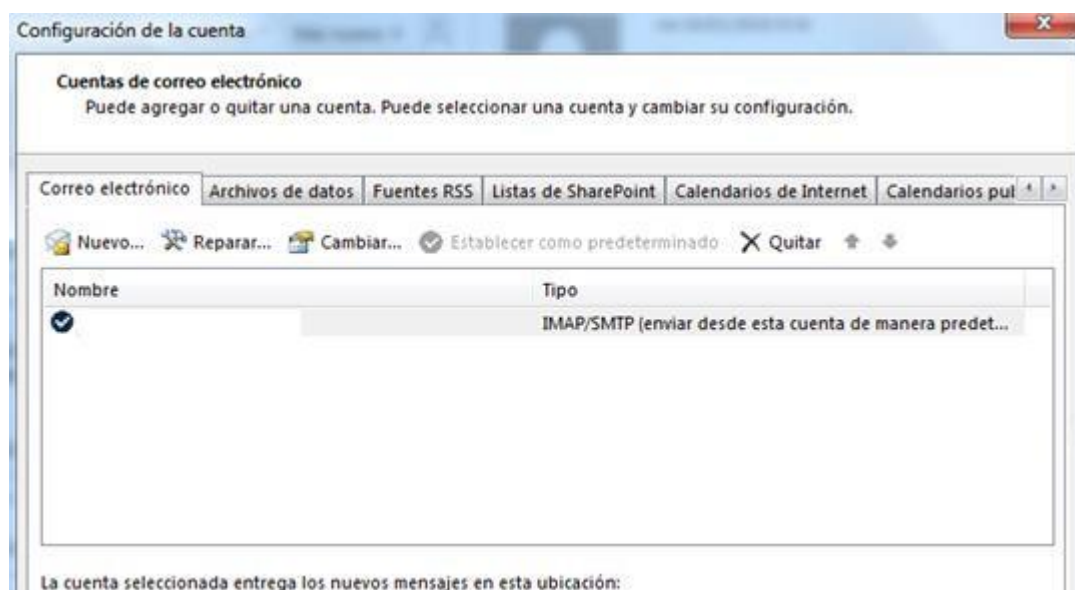 Configuración de la cuenta
Cuentas de correo electrónico
Puede agregar o quitar una cuenta. Puede seleccionar una cuenta y cambiar su configuración.
Correo electrónico Archivos de datos Fuentes RSS Listas de SharePoint Calendarios de Internet Calendarios pul
Nuevo... Reparar... Cambiar... Establecer como predeterminado Quitar
Nombre Tipo
IMAP/SMTP (enviar desde esta cuenta de manera predet...
La cuenta seleccionada entrega los nuevos mensajes en esta ubicación: